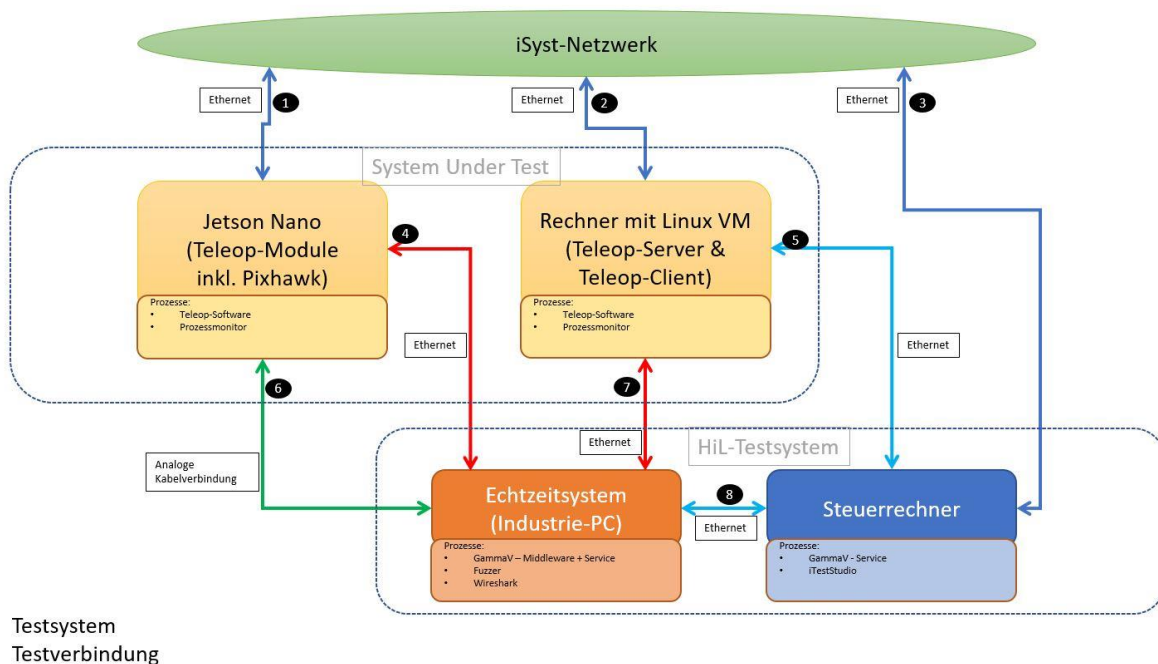 iSyst-Netzwerk
Ethernet
1
Ethernet
2
Ethernet
3
System Under Test
Jetson Nano
(Teleop-Module
inkl. Pixhawk)
4
Prozesse:
• Teleop-Software
• Prozessmonitor
Rechner mit Linux VM
(Teleop-Server &
Teleop-Client)
5
Prozesse:
• Teleop-Software
• Prozessmonitor
Ethernet
Ethernet
6
7
Ethernet
HiL-Testsystem
Analoge
Kabelverbindung
Echtzeitsystem
(Industrie-PC)
Prozesse:
• GammaV – Middleware + Service
• Fuzzer
• Wireshark
8
Ethernet
Steuerrechner
Prozesse:
• GammaV - Service
• iTestStudio
Testsystem
Testverbindung